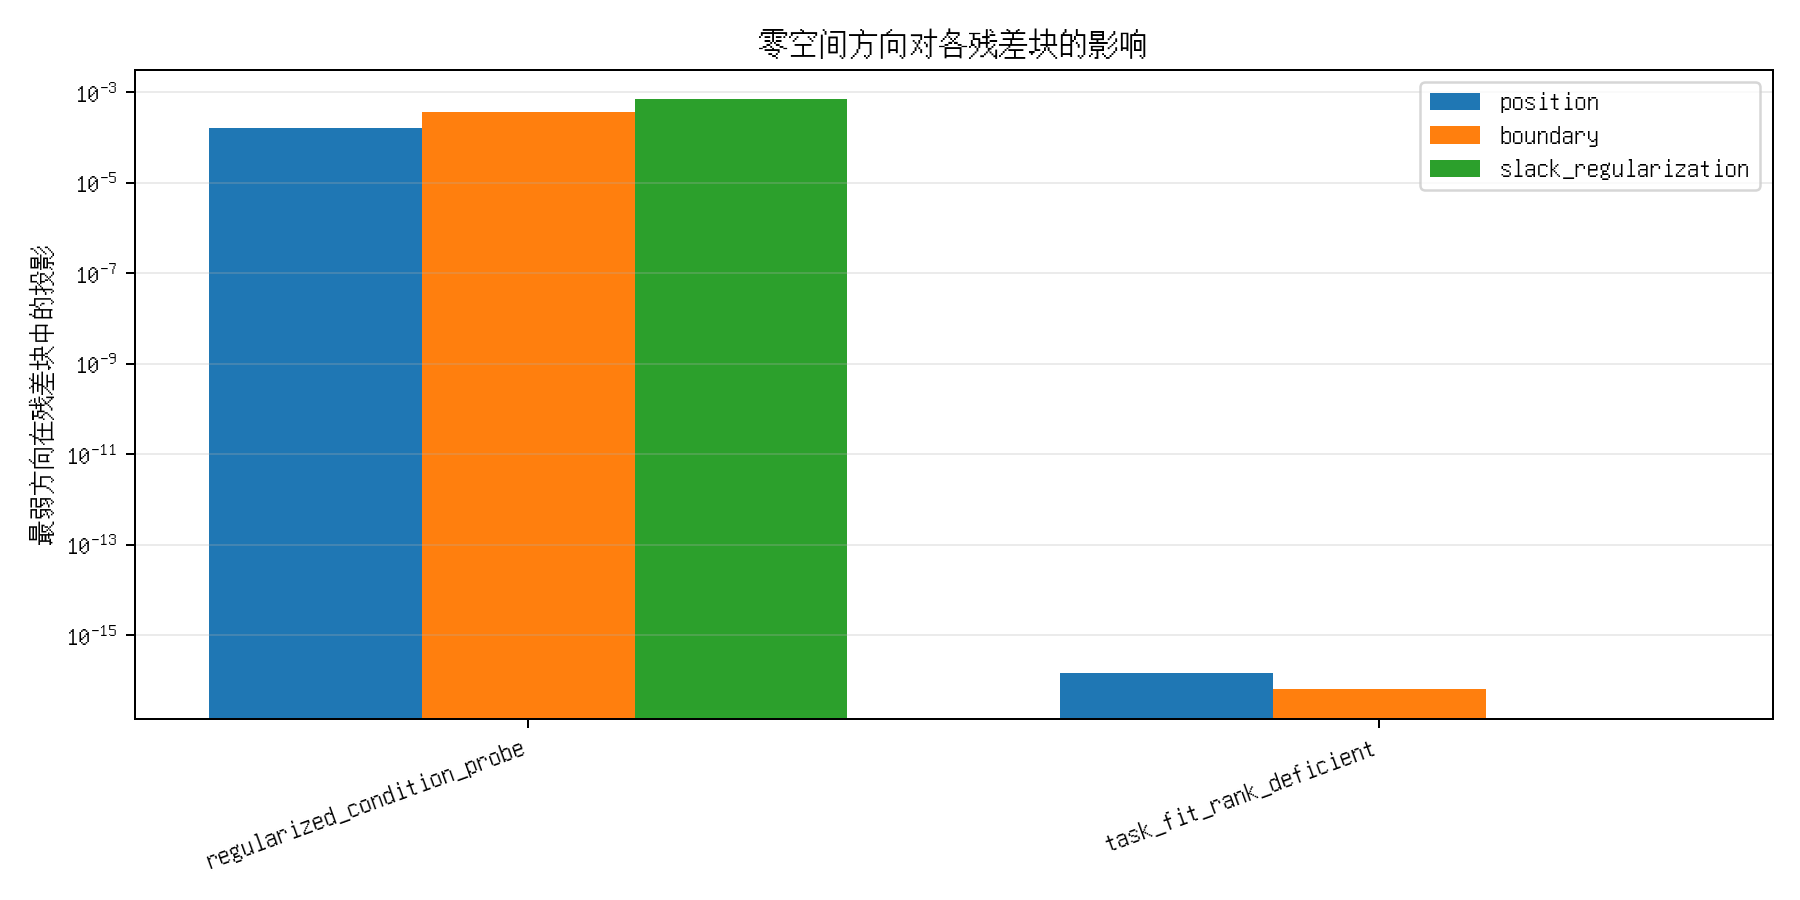 零空间方向对各残差块的影响
最弱方向在残差块中的投影
10⁻³
10⁻⁵
10⁻⁷
10⁻⁹
10⁻¹¹
10⁻¹³
10⁻¹⁵
position
boundary
slack_regularization
regularized_condition_probe
task_fit_rank_deficient